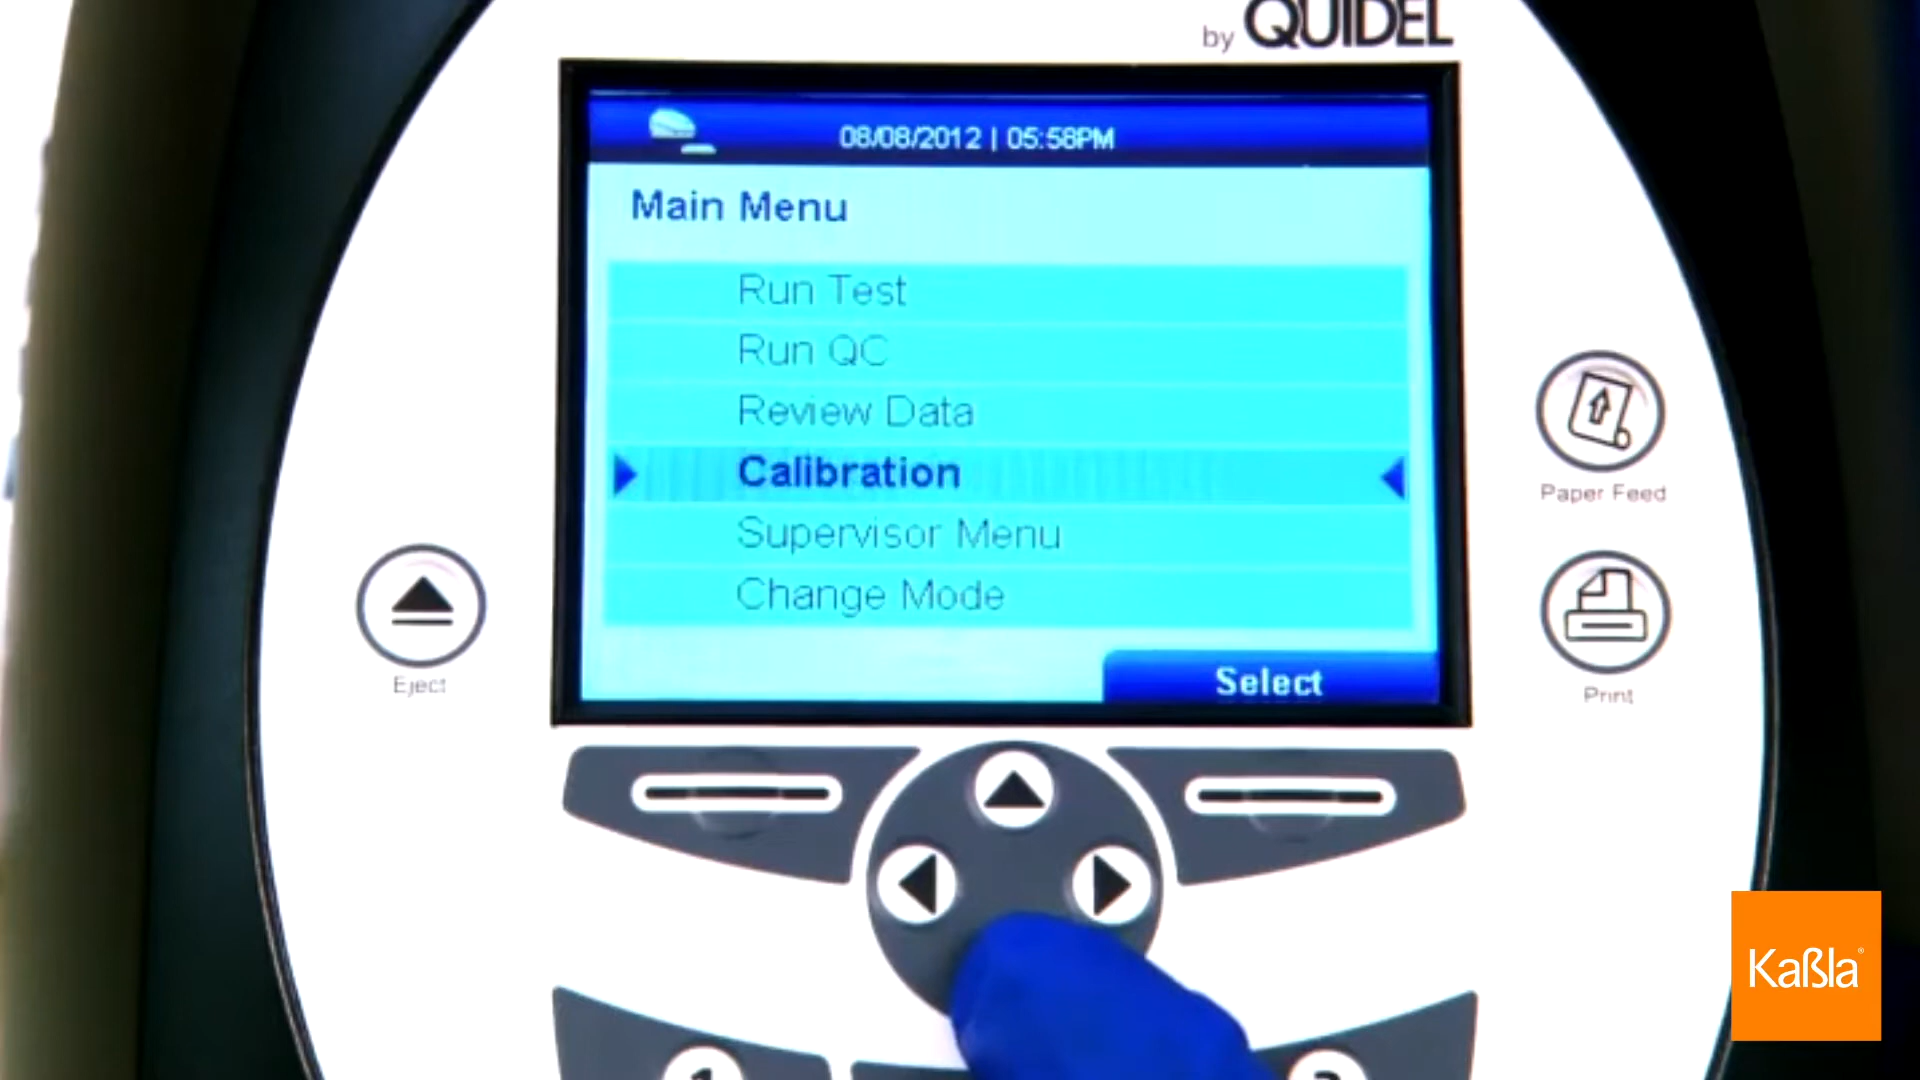 by QUIDEL
08/08/2012 | 05:58PM
Main Menu
Run Test
Run QC
Review Data
Calibration
Supervisor Menu
Change Mode
Select
Paper Feed
Eject
Print
Kaßla®